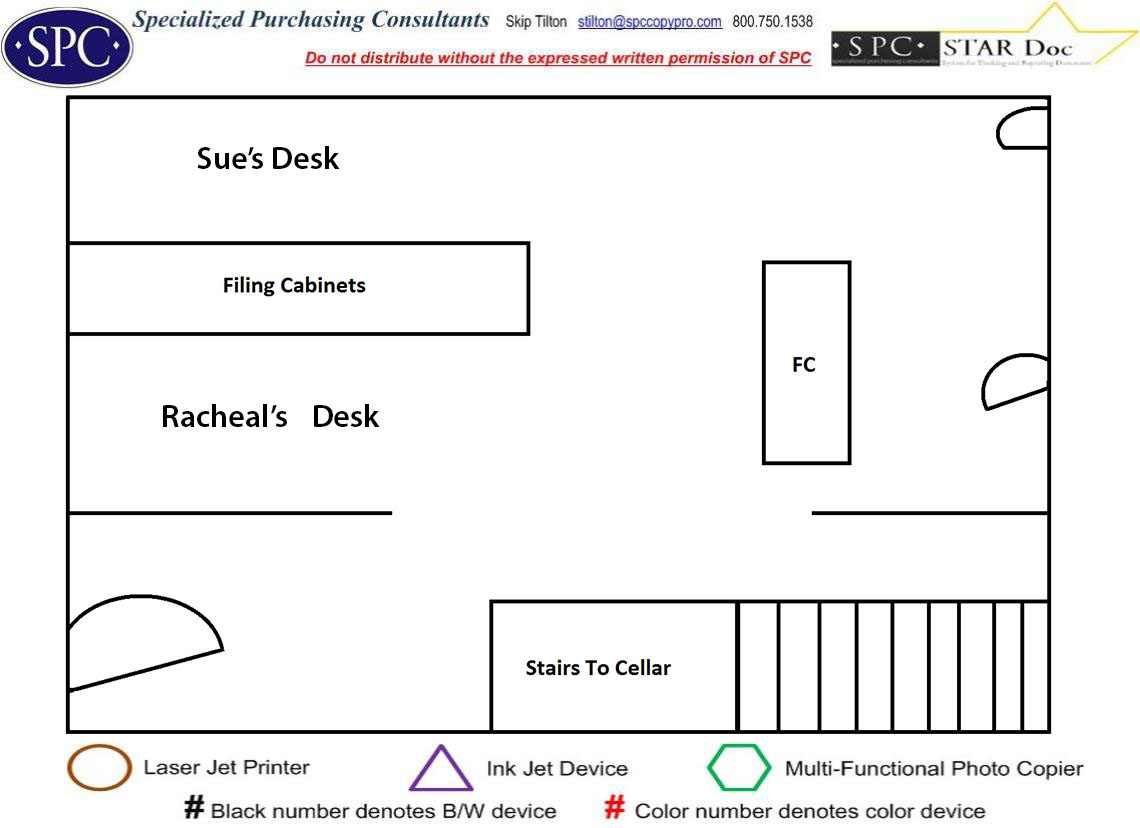 ·SPC·
Specialized Purchasing Consultants Skip Tilton stilton@spccopypro.com 800.750.1538
Do not distribute without the expressed written permission of SPC
·SPC· STAR Doc
specialized purchasing consultants System for Tracking and Reporting Documents
Sue's Desk
Filing Cabinets
FC
Racheal's Desk
Stairs To Cellar
Laser Jet Printer Ink Jet Device Multi-Functional Photo Copier
# Black number denotes B/W device # Color number denotes color device